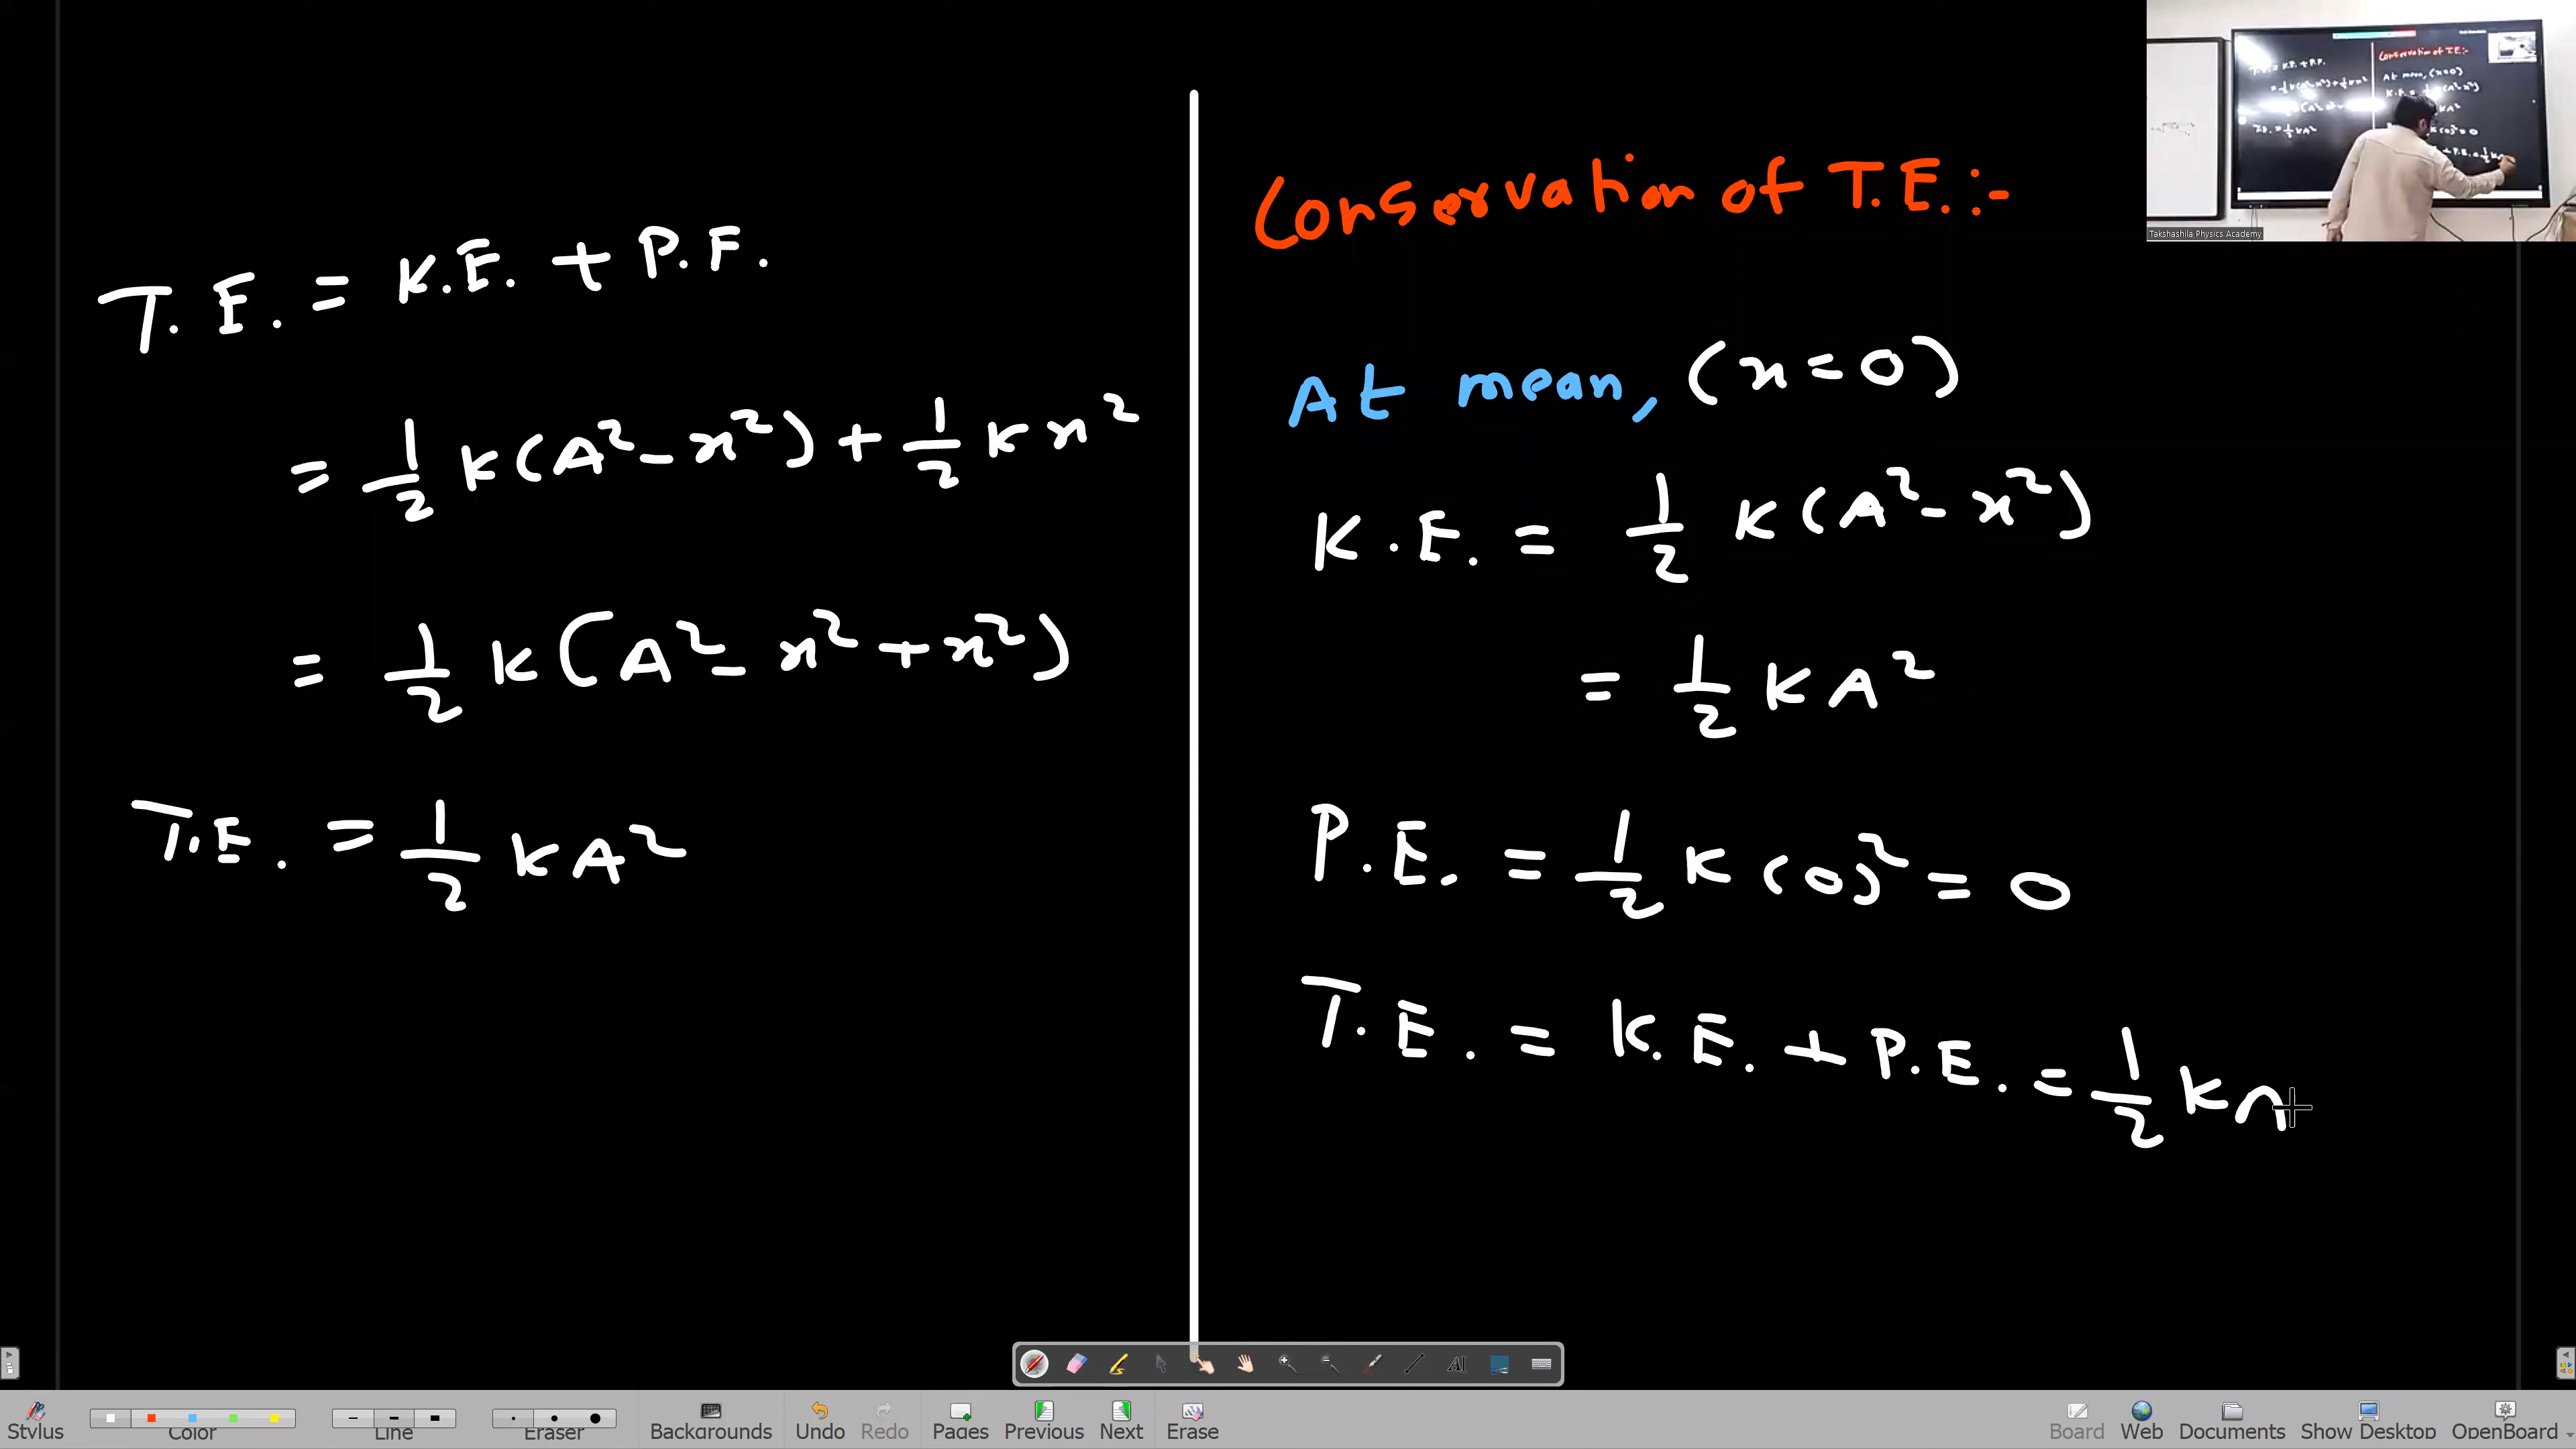 T.E. = K.E. + P.F.
= 1/2 K(A² - x²) + 1/2 Kx²
= 1/2 K(A² - x² + x²)
T.E. = 1/2 KA²
Conservation of T.E. :-
At mean, (x=0)
K.E. = 1/2 K(A² - x²)
= 1/2 KA²
P.E. = 1/2 K(0)² = 0
T.E. = K.E. + P.E. = 1/2 K
Takshashila Physics Academy
Stylus
Color
Line
Eraser
Backgrounds
Undo
Redo
Pages
Previous
Next
Erase
Board
Web
Documents
Show Desktop
OpenBoard